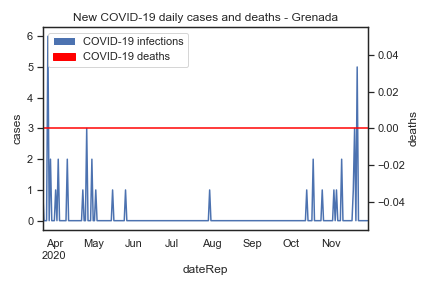 New COVID-19 daily cases and deaths - Grenada
COVID-19 infections
COVID-19 deaths
6
5
4
3
2
1
0
cases
0.04
0.02
0.00
−0.02
−0.04
deaths
Apr May Jun Jul Aug Sep Oct Nov
2020
dateRep